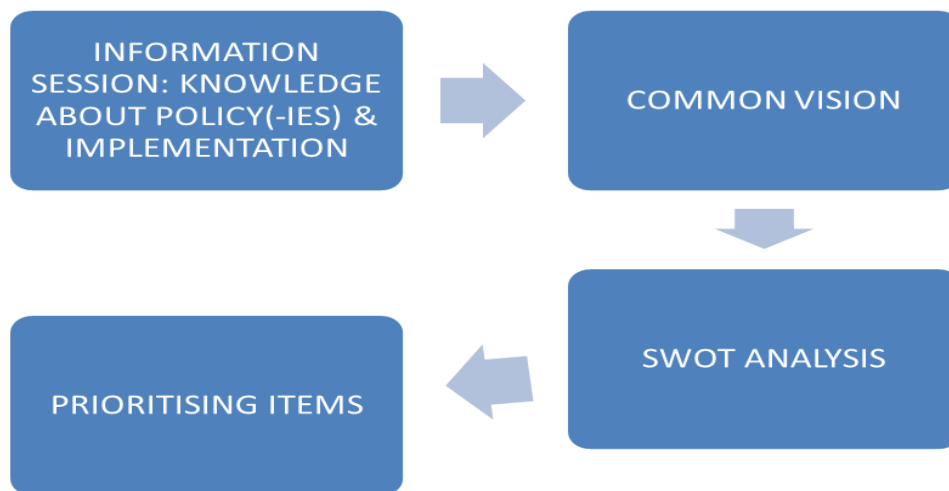 INFORMATION
SESSION: KNOWLEDGE
ABOUT POLICY(-IES) &
IMPLEMENTATION
COMMON VISION
SWOT ANALYSIS
PRIORITISING ITEMS